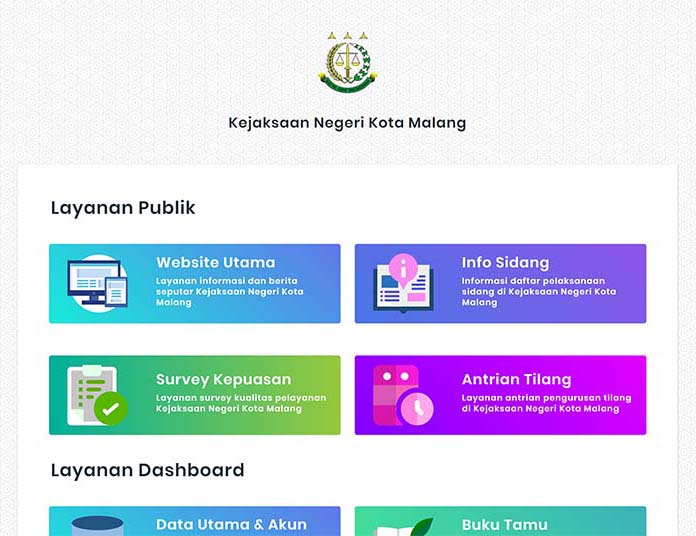 Kejaksaan Negeri Kota Malang
Layanan Publik
Website Utama
Layanan informasi dan berita
seputar Kejaksaan Negeri Kota
Malang
Info Sidang
Informasi daftar pelaksanaan
sidang di Kejaksaan Negeri Kota
Malang
Survey Kepuasan
Layanan survey kualitas pelayanan
Kejaksaan Negeri Kota Malang
Antrian Tilang
Layanan antrian pengurusan tilang
di Kejaksaan Negeri Kota Malang
Layanan Dashboard
Data Utama & Akun
Buku Tamu